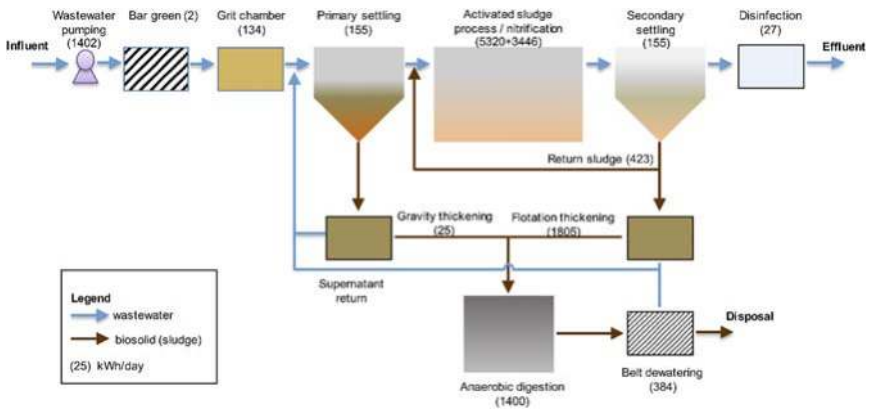 Wastewater
pumping
(1402)
Bar green (2)
Grit chamber
(134)
Primary settling
(155)
Activated sludge
process / nitrification
(5320+3446)
Secondary
settling
(155)
Disinfection
(27)
Influent
Effluent
Return sludge (423)
Gravity thickening
(25)
Flotation thickening
(1805)
Supernatant
return
Legend
wastewater
biosolid (sludge)
(25) kWh/day
Disposal
Anaerobic digestion
(1400)
Belt dewatering
(384)